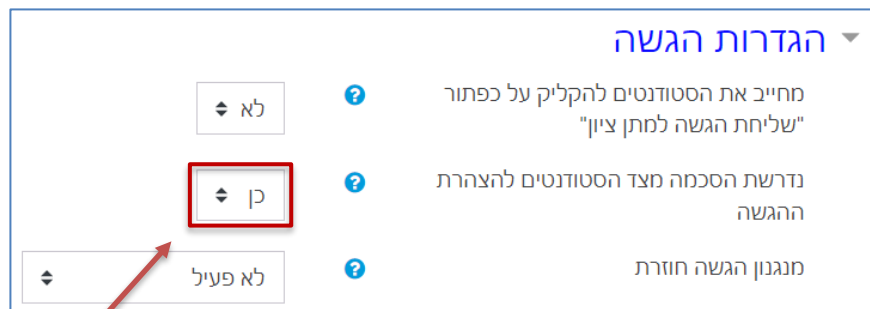 הגדרות הגשה
מחייב את הסטודנטים להקליק על כפתור
"שליחת הגשה למתן ציון"
לא
נדרשת הסכמה מצד הסטודנטים להצהרת
ההגשה
כן
מנגנון הגשה חוזרת
לא פעיל